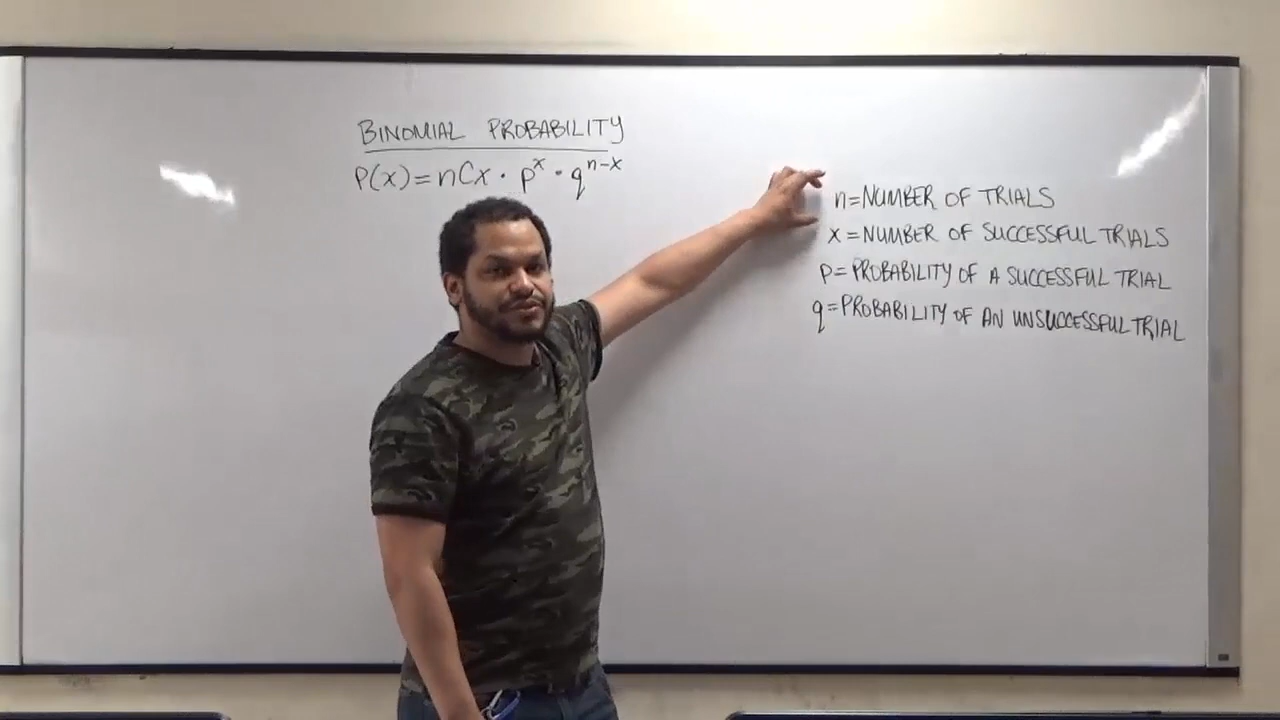 BINOMIAL PROBABILITY
P(x)=nCx·p^x·q^{n-x}
n=NUMBER OF TRIALS
x=NUMBER OF SUCCESSFUL TRIALS
p=PROBABILITY OF A SUCCESSFUL TRIAL
q=PROBABILITY OF AN UNSUCCESSFUL TRIAL